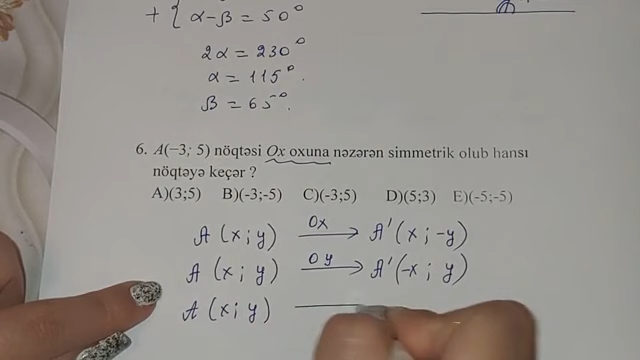 + { α-β = 50°
2α = 230°
α = 115°.
β = 65°.
6. A(−3; 5) nöqtəsi Ox oxuna nəzərən simmetrik olub hansı
nöqtəyə keçər ?
A)(3;5) B)(-3;-5) C)(-3;5) D)(5;3) E)(-5;-5)
A (x ; y) Ox → A'(x ; -y)
A (x ; y) Oy → A'(-x ; y)
A (x ; y)